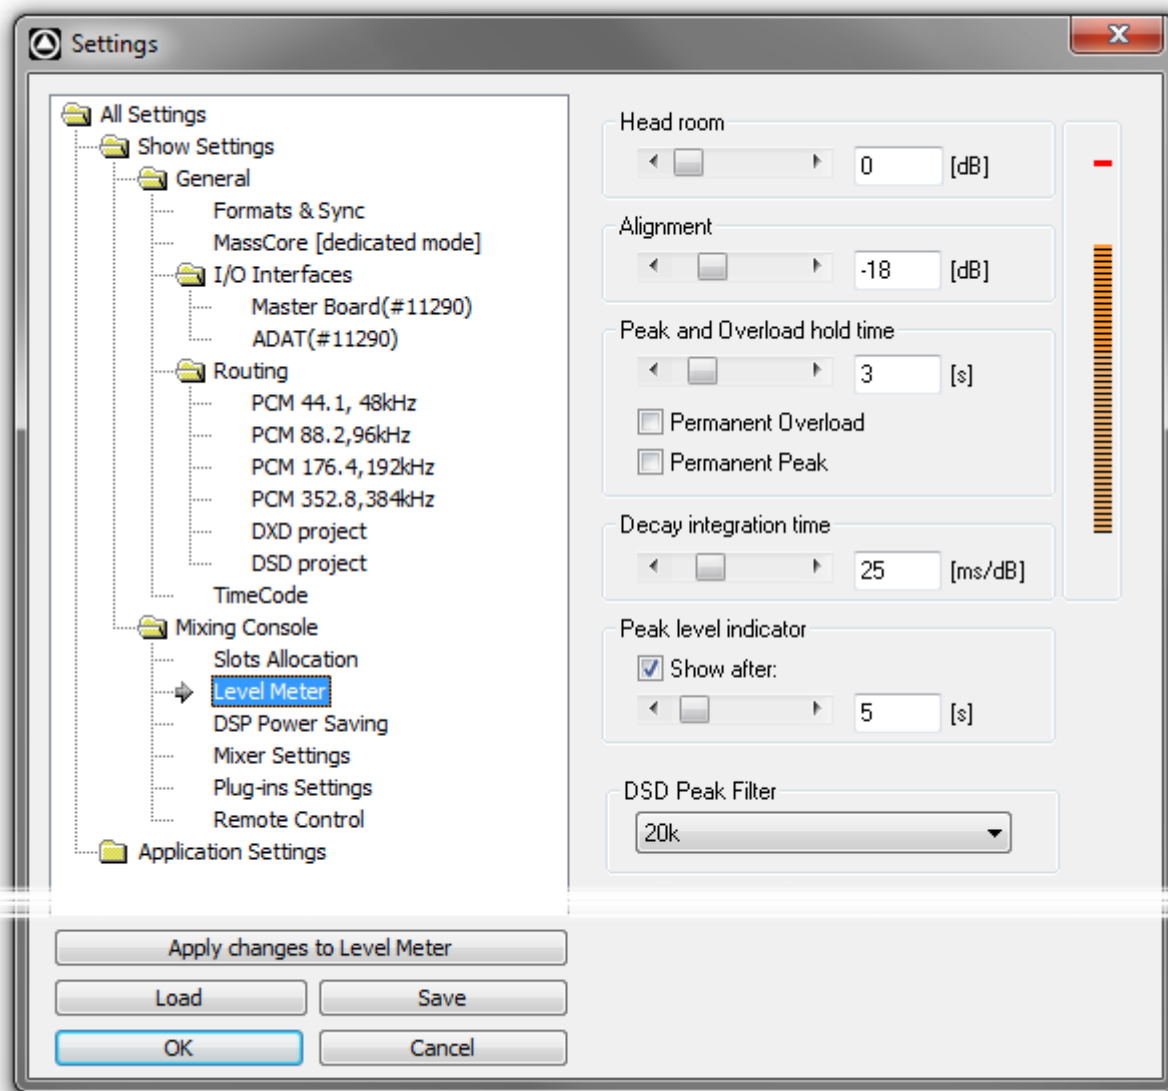 Settings
All Settings
Show Settings
General
Formats & Sync
MassCore [dedicated mode]
I/O Interfaces
Master Board(#11290)
ADAT(#11290)
Routing
PCM 44.1, 48kHz
PCM 88.2,96kHz
PCM 176.4,192kHz
PCM 352.8,384kHz
DXD project
DSD project
TimeCode
Mixing Console
Slots Allocation
Level Meter
DSP Power Saving
Mixer Settings
Plug-ins Settings
Remote Control
Application Settings
Apply changes to Level Meter
Load Save
OK Cancel
Head room
0 [dB]
Alignment
-18 [dB]
Peak and Overload hold time
3 [s]
Permanent Overload
Permanent Peak
Decay integration time
25 [ms/dB]
Peak level indicator
Show after:
5 [s]
DSD Peak Filter
20k